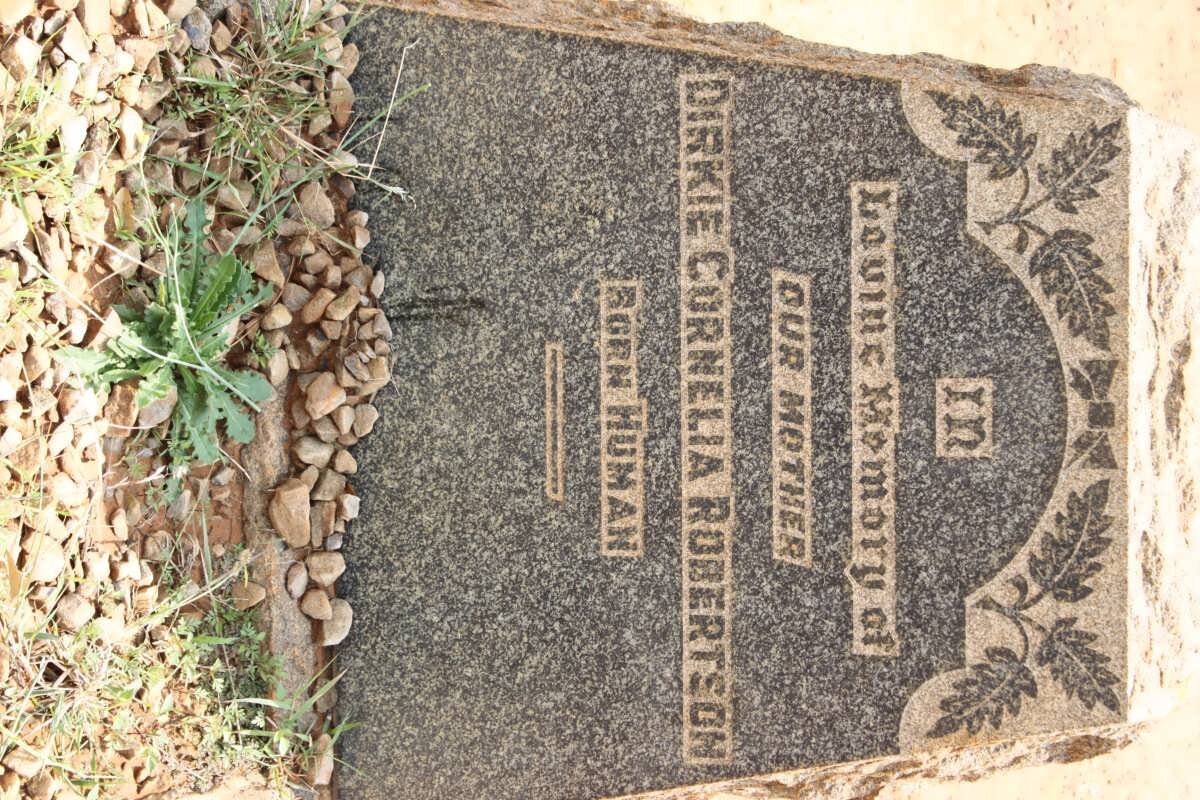 IN
Loving Memory of
OUR MOTHER
DIRKIE CORNELIA ROBERTSON
BORN HUMAN